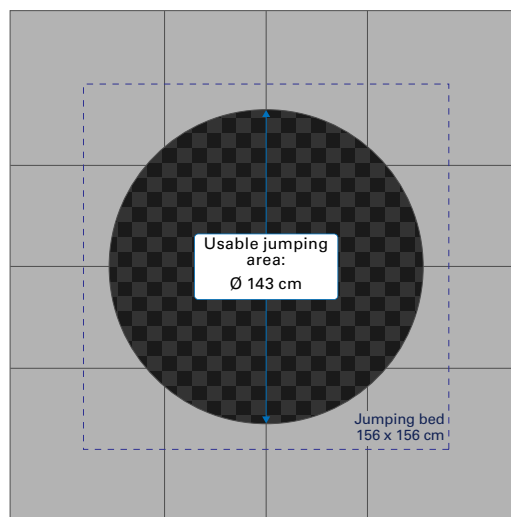 Usable jumping
area:
Ø 143 cm
Jumping bed
156 x 156 cm